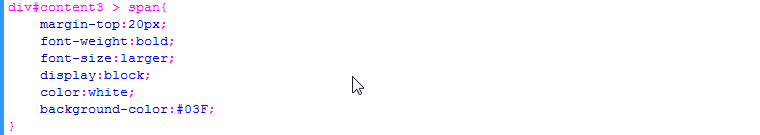 div#content3 > span{
    margin-top:20px;
    font-weight:bold;
    font-size:larger;
    display:block;
    color:white;
    background-color:#03F;
}